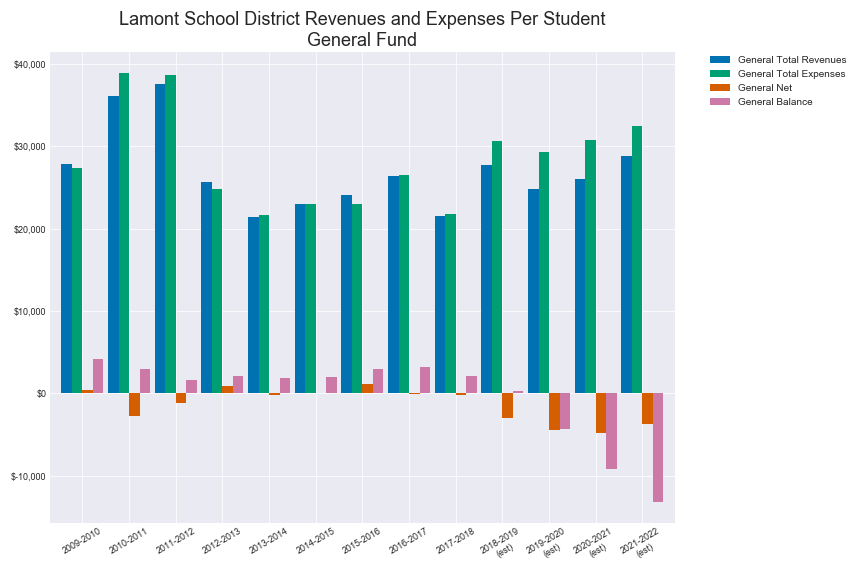 Lamont School District Revenues and Expenses Per Student
General Fund
General Total Revenues
General Total Expenses
General Net
General Balance
$40,000
$30,000
$20,000
$10,000
$0
$-10,000
2009-2010
2010-2011
2011-2012
2012-2013
2013-2014
2014-2015
2015-2016
2016-2017
2017-2018
2018-2019
(est)
2019-2020
(est)
2020-2021
(est)
2021-2022
(est)